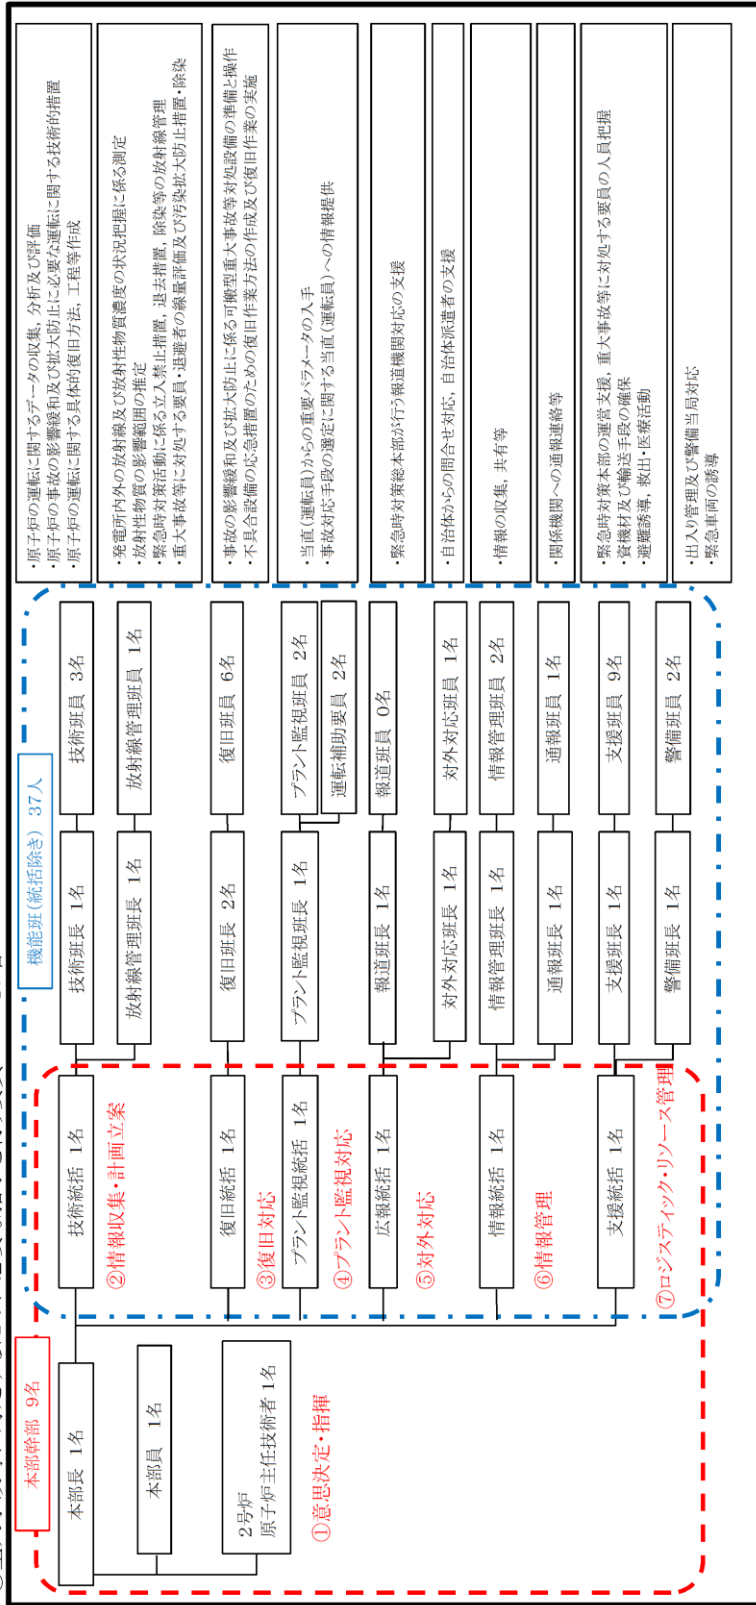 本部幹部 9名
機能班(統括除き) 37人
本部長 1名
本部員 1名
2号炉
原子炉主任技術者 1名
①意思決定・指揮
技術統括 1名
②情報収集・計画立案
技術班長 1名
技術班員 3名
・原子炉の運転に関するデータの収集，分析及び評価
・原子炉の事故の影響緩和及び拡大防止に必要な運転に関する技術的措置
原子炉の運転に関する具体的復旧方法，工程等作成
放射線管理班長 1名
放射線管理班員 1名
・発電所内外の放射線及び放射性物質濃度の状況把握に係る測定
放射性物質の影響範囲の推定
・緊急時対策活動に係る立入禁止措置，退去措置，除染等の放射線管理
・重大事故等に対処する要員・退避者の線量評価及び汚染拡大防止措置・除染
復旧統括 1名
③復旧対応
復旧班長 2名
復旧班員 6名
・事故の影響緩和及び拡大防止に係る可搬型重大事故等対処設備の準備と操作
・不具合設備の応急措置のための復旧作業方法の作成及び復旧作業の実施
プラント監視統括 1名
④プラント監視対応
プラント監視班長 1名
プラント監視班員 2名
運転補助要員 2名
・当直(運転員)からの重要パラメータの入手
・事故対応手段の選定に関する当直(運転員)への情報提供
広報統括 1名
⑤対外対応
報道班長 1名
報道班員 0名
・緊急時対策総本部が行う報道機関対応の支援
対外対応班長 1名
対外対応班員 1名
・自治体からの問合せ対応，自治体派遣者の支援
情報統括 1名
⑥情報管理
情報管理班長 1名
情報管理班員 2名
・情報の収集，共有等
通報班長 1名
通報班員 1名
・関係機関への通報連絡等
支援統括 1名
⑦ロジスティック・リソース管理
支援班長 1名
支援班員 9名
・緊急時対策本部の運営支援，重大事故等に対処する要員の人員把握
・資機材及び輸送手段の確保
・避難誘導，救出・医療活動
警備班長 1名
警備班員 2名
・出入り管理及び警備当局対応
・緊急車両の誘導